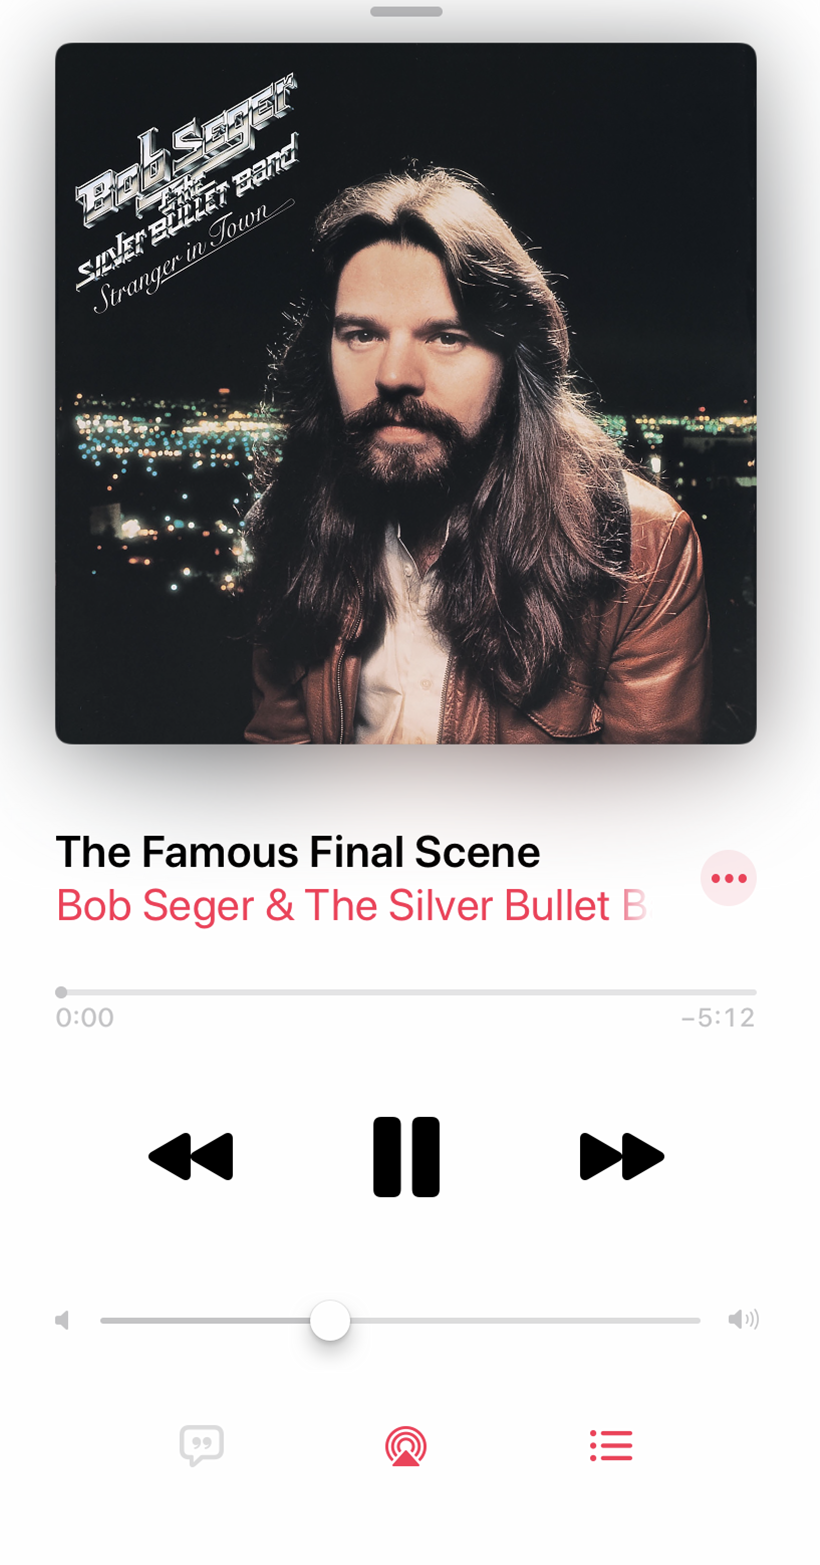 Bob Seger
& The
Silver Bullet Band
Stranger in Town
The Famous Final Scene
Bob Seger & The Silver Bullet B
0:00
−5:12